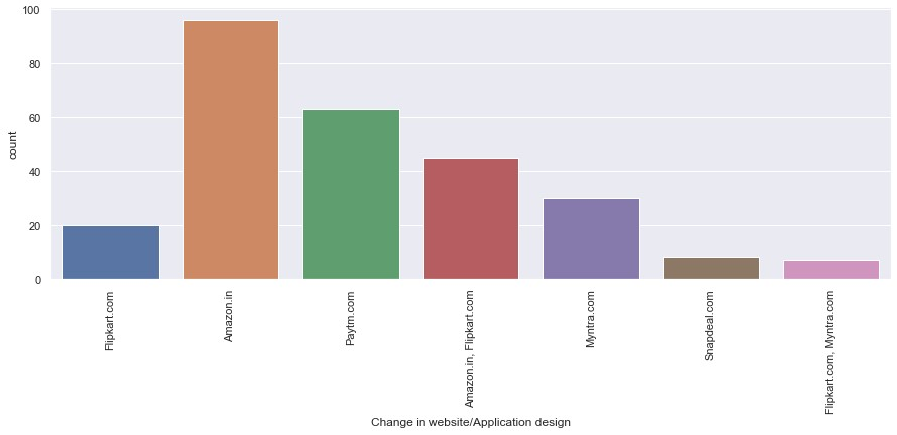 100
80
60
40
20
0
count
Flipkart.com
Amazon.in
Paytm.com
Amazon.in, Flipkart.com
Myntra.com
Snapdeal.com
Flipkart.com, Myntra.com
Change in website/Application design